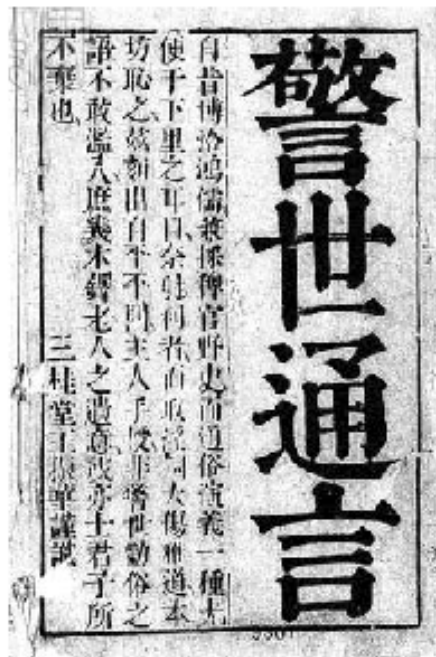 警世通言
自昔博洽鴻儒兼採稗官野史而通俗演義一種尤
便于下里之耳目奈射利者而取淫詞大傷雅道本
坊恥之茲刻出自平平閣主人手授非警世勸俗之
語不敢濫入庶幾木鐸老人之遺意或亦士君子所
不棄也 三桂堂王振華謹識